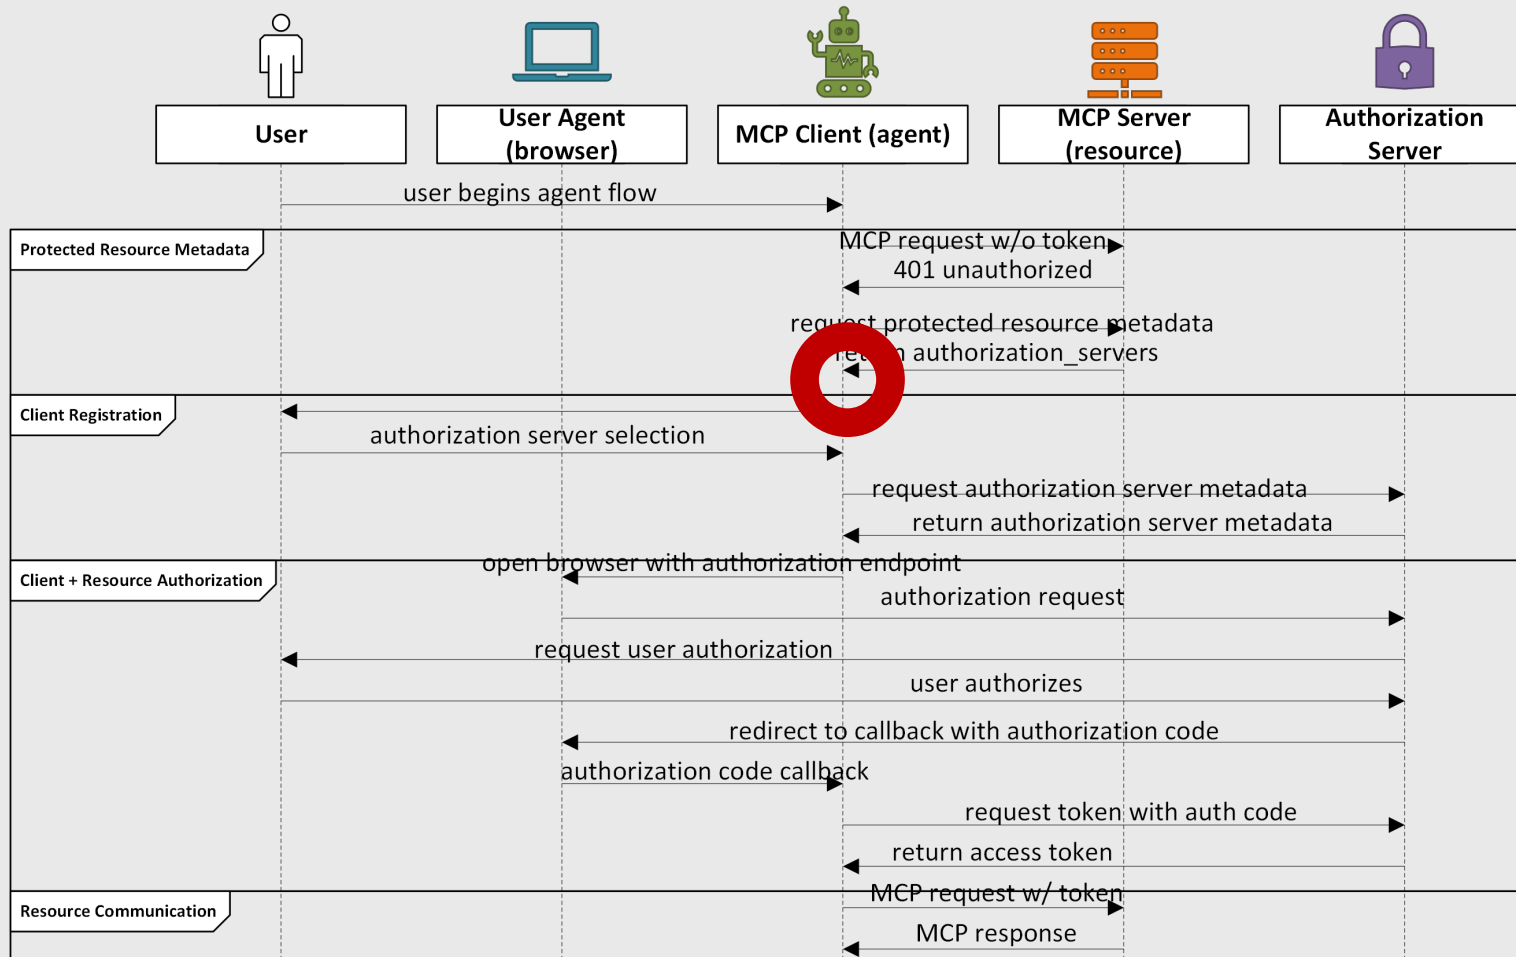 User
User Agent
(browser)
MCP Client (agent)
MCP Server
(resource)
Authorization
Server
user begins agent flow
Protected Resource Metadata
MCP request w/o token
401 unauthorized
request protected resource metadata
return authorization_servers
Client Registration
authorization server selection
request authorization server metadata
return authorization server metadata
Client + Resource Authorization
open browser with authorization endpoint
authorization request
request user authorization
user authorizes
redirect to callback with authorization code
authorization code callback
request token with auth code
return access token
Resource Communication
MCP request w/ token
MCP response